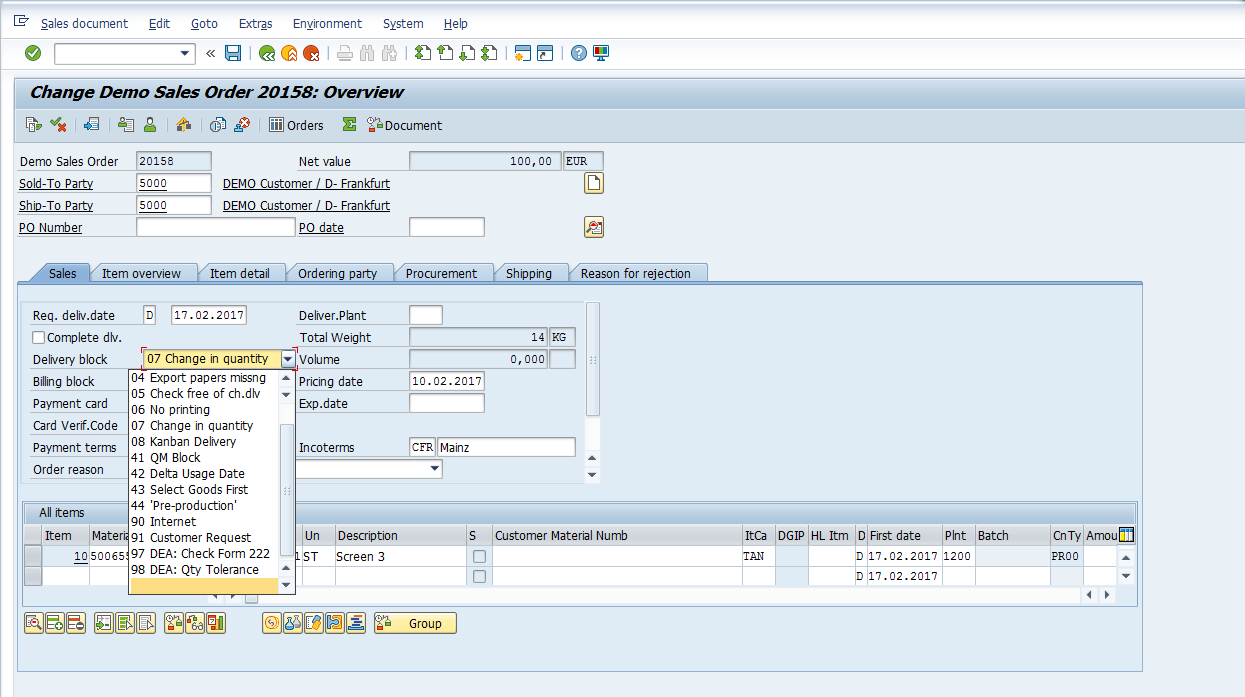 Sales document Edit Goto Extras Environment System Help
Change Demo Sales Order 20158: Overview
Orders Document
Demo Sales Order 20158 Net value 100,00 EUR
Sold-To Party 5000 DEMO Customer / D- Frankfurt
Ship-To Party 5000 DEMO Customer / D- Frankfurt
PO Number PO date
Sales Item overview Item detail Ordering party Procurement Shipping Reason for rejection
Req. deliv.date D 17.02.2017 Deliver.Plant
Complete dlv. Total Weight 14 KG
Delivery block 07 Change in quantity Volume 0,000
Billing block Pricing date 10.02.2017
Payment card Exp.date
Card Verif.Code
Payment terms Incoterms CFR Mainz
Order reason
04 Export papers missng
05 Check free of ch.dlv
06 No printing
07 Change in quantity
08 Kanban Delivery
41 QM Block
42 Delta Usage Date
43 Select Goods First
44 'Pre-production'
90 Internet
91 Customer Request
97 DEA: Check Form 222
98 DEA: Qty Tolerance
All items
Item Un Description S Customer Material Numb ItCa DGIP HL Itm D First date Plnt Batch CnTy
10 ST Screen 3 TAN D 17.02.2017 1200 PR00
D 17.02.2017
Group